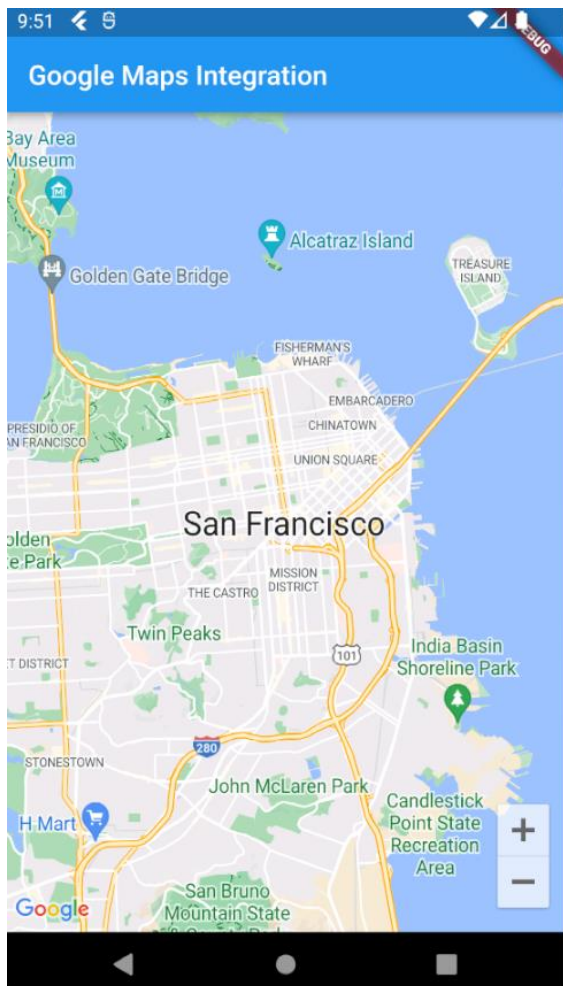 9:51
DEBUG
Google Maps Integration
Bay Area
Museum
Alcatraz Island
TREASURE
ISLAND
Golden Gate Bridge
FISHERMAN'S
WHARF
EMBARCADERO
CHINATOWN
PRESIDIO OF
AN FRANCISCO
UNION SQUARE
San Francisco
olden
te Park
MISSION
DISTRICT
THE CASTRO
Twin Peaks
India Basin
Shoreline Park
T DISTRICT
101
280
STONESTOWN
John McLaren Park
H Mart
Candlestick
Point State
Recreation
Area
+
−
San Bruno
Mountain State
Google